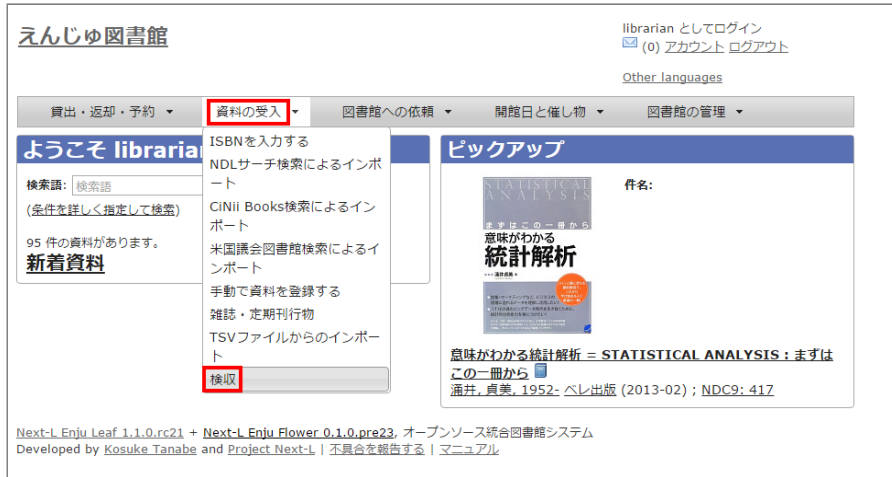 えんじゅ図書館
librarian としてログイン
(0) アカウント ログアウト
Other languages
貸出・返却・予約 ▼
資料の受入 ▼
図書館への依頼 ▼
開館日と催し物 ▼
図書館の管理 ▼
ようこそ libraria
検索語: 検索語
(条件を詳しく指定して検索)
95 件の資料があります。
新着資料
ISBNを入力する
NDLサーチ検索によるインポ
ート
CiNii Books検索によるイン
ポート
米国議会図書館検索によるイ
ンポート
手動で資料を登録する
雑誌・定期刊行物
TSVファイルからのインポー
ト
検収
ピックアップ
STATISTICAL
ANALYSIS
まずはこの一冊から
意味がわかる
統計解析
涌井貞美
件名:
意味がわかる統計解析 = STATISTICAL ANALYSIS : まずは
この一冊から
涌井, 貞美, 1952- ベレ出版 (2013-02) ; NDC9: 417
Next-L Enju Leaf 1.1.0.rc21 + Next-L Enju Flower 0.1.0.pre23, オープンソース統合図書館システム
Developed by Kosuke Tanabe and Project Next-L | 不具合を報告する | マニュアル